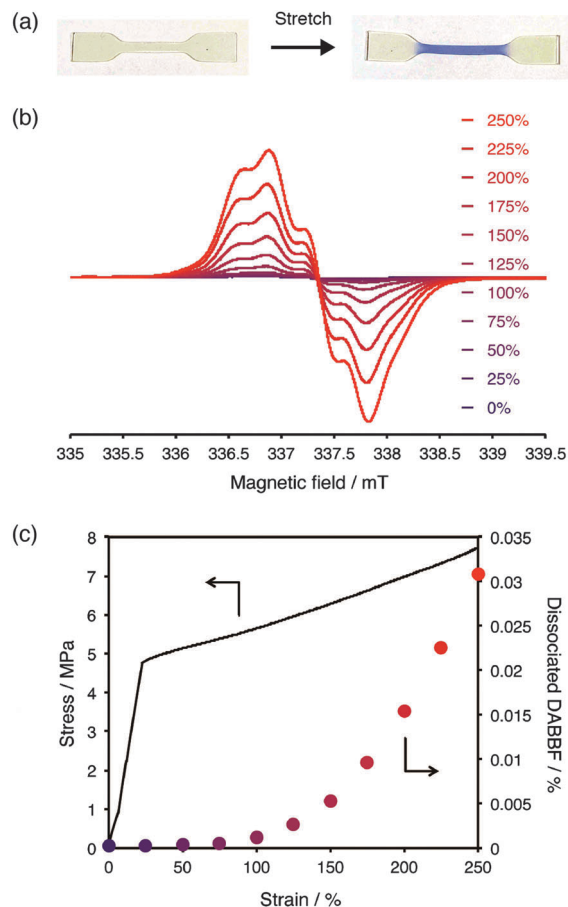 (a)
Stretch
(b)
250%
225%
200%
175%
150%
125%
100%
75%
50%
25%
0%
335 335.5 336 336.5 337 337.5 338 338.5 339 339.5
Magnetic field / mT
(c)
8
7
6
5
4
3
2
1
0
Stress / MPa
0.035
0.03
0.025
0.02
0.015
0.01
0.005
0
Dissociated DABBF / %
0 50 100 150 200 250
Strain / %